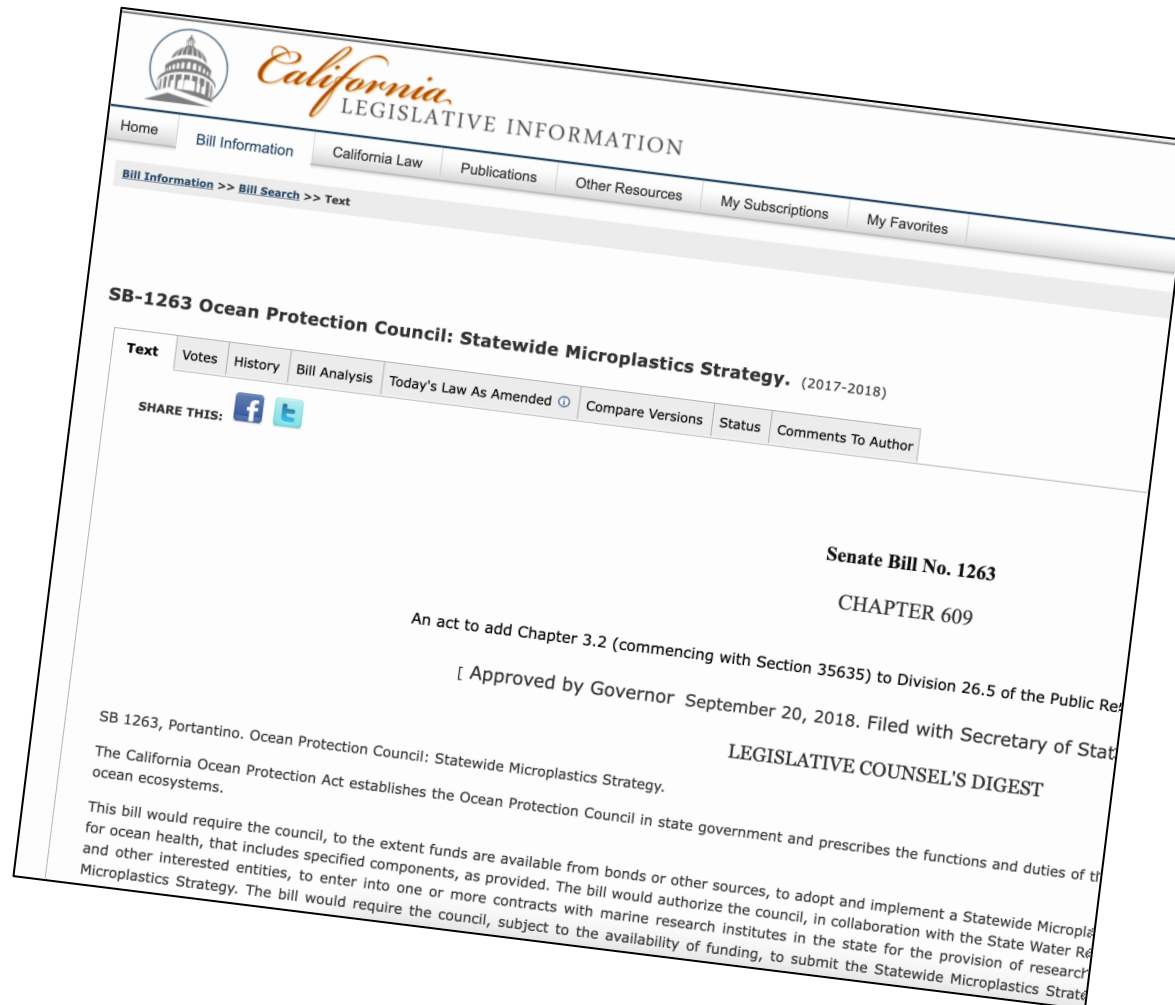 California
LEGISLATIVE INFORMATION
Home Bill Information California Law Publications Other Resources My Subscriptions My Favorites
Bill Information >> Bill Search >> Text
SB-1263 Ocean Protection Council: Statewide Microplastics Strategy. (2017-2018)
Text Votes History Bill Analysis Today's Law As Amended Compare Versions Status Comments To Author
SHARE THIS:
Senate Bill No. 1263
CHAPTER 609
An act to add Chapter 3.2 (commencing with Section 35635) to Division 26.5 of the Public
[ Approved by Governor September 20, 2018. Filed with Secretary of
LEGISLATIVE COUNSEL'S DIGEST
SB 1263, Portantino. Ocean Protection Council: Statewide Microplastics Strategy.
The California Ocean Protection Act establishes the Ocean Protection Council in state government and prescribes the functions and duties of
ocean ecosystems.
This bill would require the council, to the extent funds are available from bonds or other sources, to adopt and implement a Statewide
for ocean health, that includes specified components, as provided. The bill would authorize the council, in collaboration with the State Water
and other interested entities, to enter into one or more contracts with marine research institutes in the state for the provision of research
Microplastics Strategy. The bill would require the council, subject to the availability of funding, to submit the Statewide Microplastics